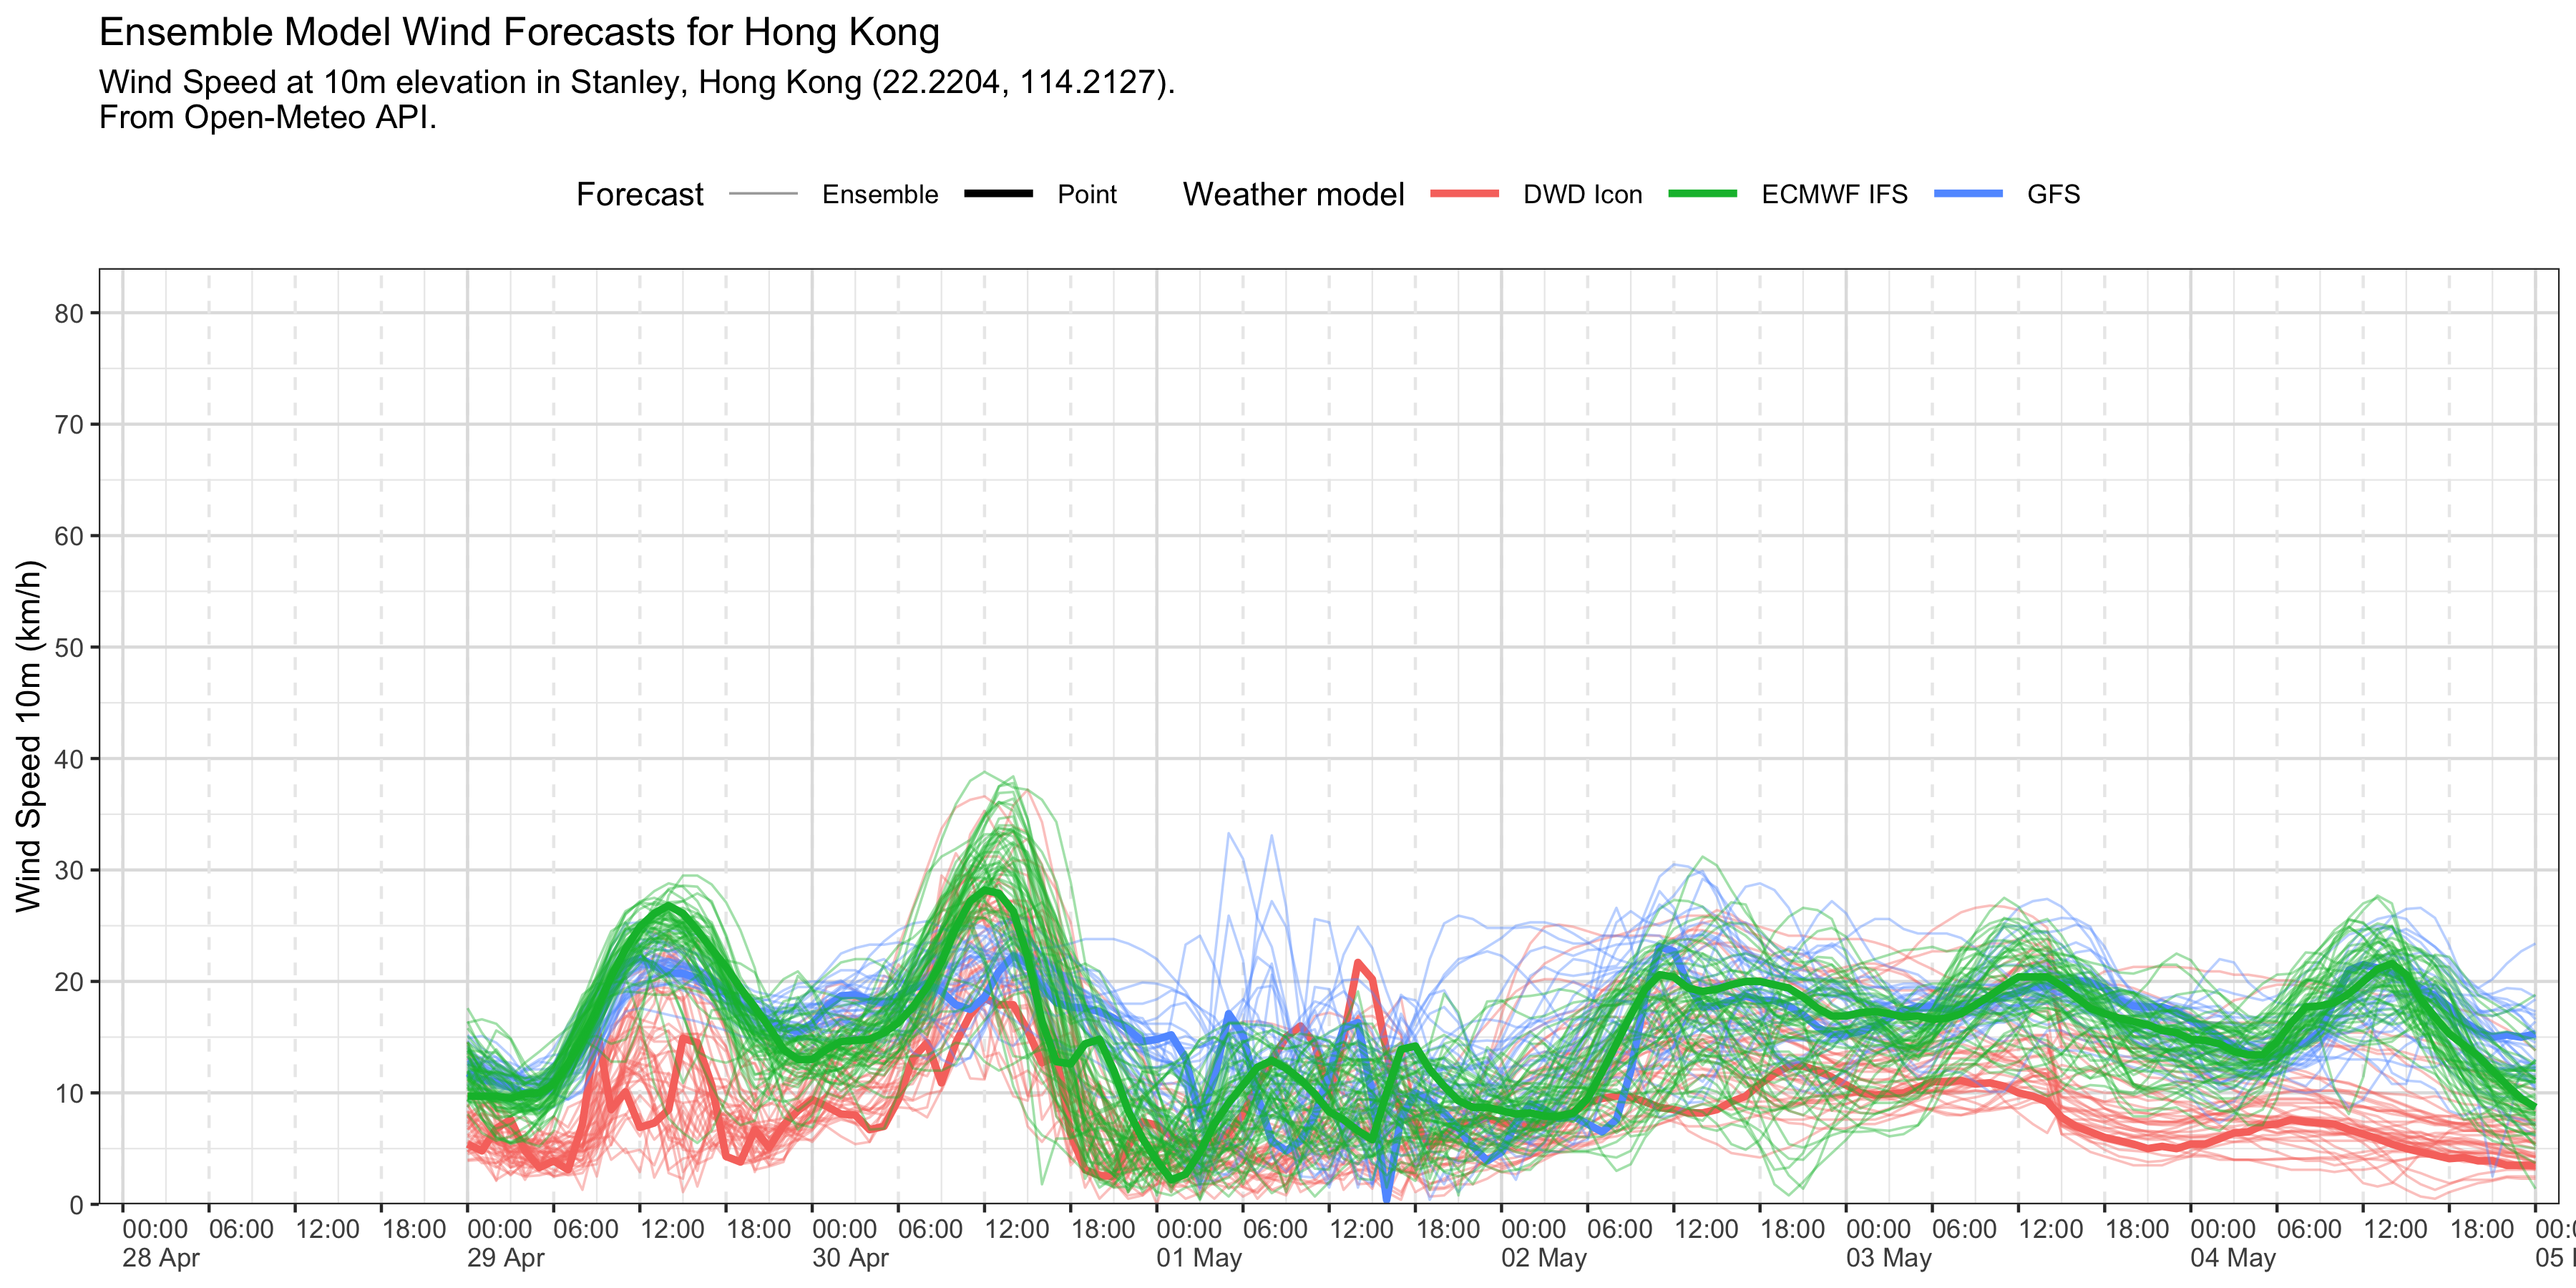 Ensemble Model Wind Forecasts for Hong Kong
Wind Speed at 10m elevation in Stanley, Hong Kong (22.2204, 114.2127).
From Open-Meteo API.
Forecast Ensemble Point Weather model DWD Icon ECMWF IFS GFS
Wind Speed 10m (km/h)
80
70
60
50
40
30
20
10
0
00:00 06:00 12:00 18:00 00:00 06:00 12:00 18:00 00:00 06:00 12:00 18:00 00:00 06:00 12:00 18:00 00:00 06:00 12:00 18:00 00:00 06:00 12:00 18:00 00:00 06:00 12:00 18:00
28 Apr 29 Apr 30 Apr 01 May 02 May 03 May 04 May 05